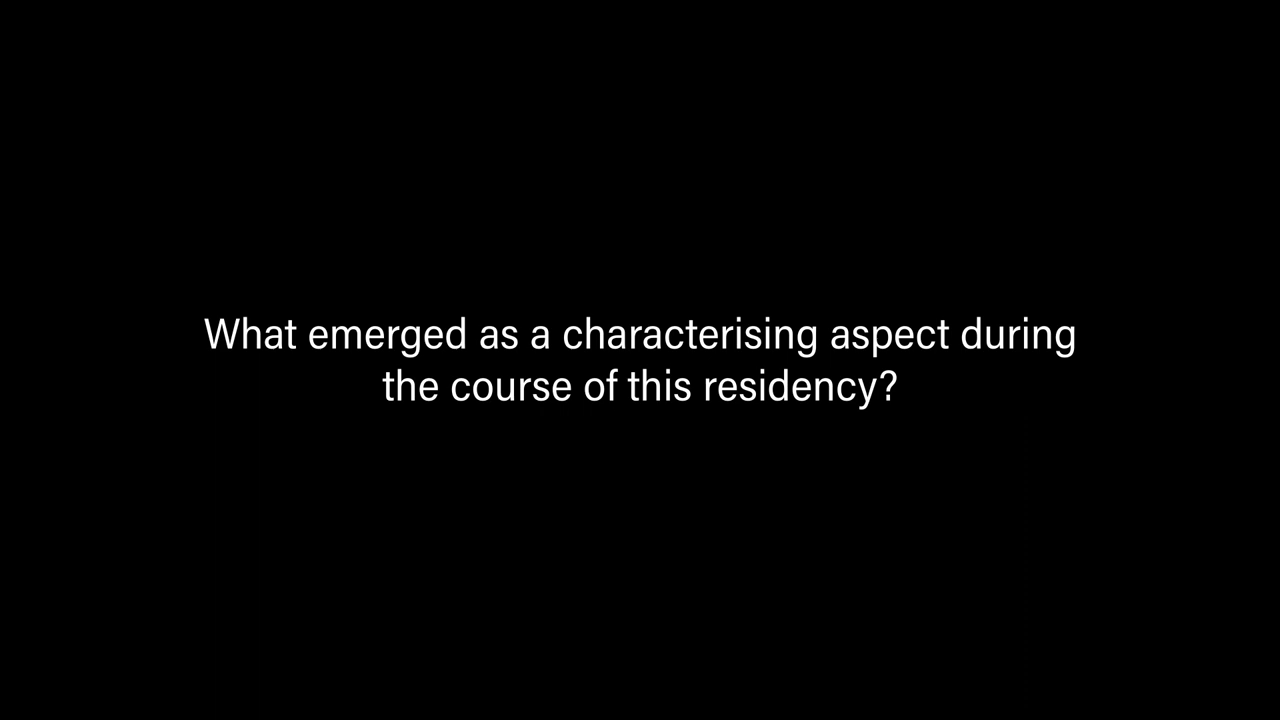 What emerged as a characterising aspect during
the course of this residency?